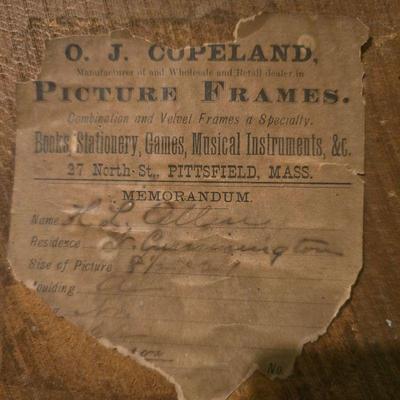 O. J. COPELAND,
Manufacturer of and Wholesale and Retail dealer in
PICTURE FRAMES.
Combination and Velvet Frames a Specialty.
Books, Stationery, Games, Musical Instruments, &c.
27 North St., PITTSFIELD, MASS.
MEMORANDUM.
Name H. L.
Residence Cummington
Size of Picture
Moulding
No.